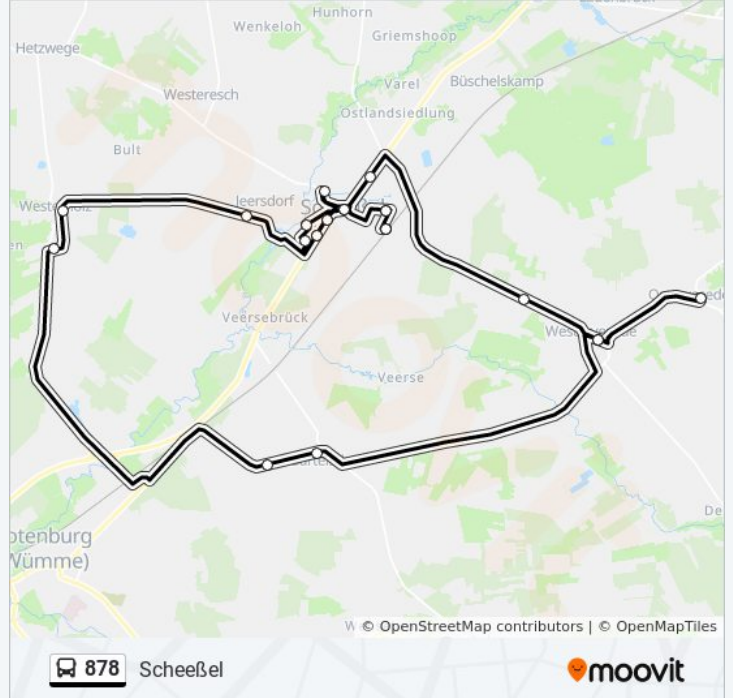 Hunhorn
Wenkeloh
Griemshoop
Hetzwege
Varel
Büschelskamp
Westeresch
Ostlandsiedlung
Bult
Jeersdorf
Veersebrück
Veerse
otenburg
Wümme)
De
© OpenStreetMap contributors | © OpenMapTiles
878 Scheeßel
moovit